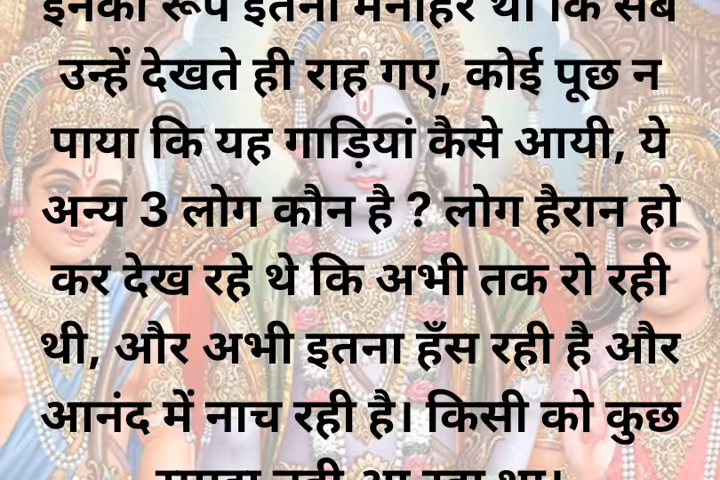 इनका रूप इतना मनोहर था कि सब
उन्हें देखते ही राह गए, कोई पूछ न
पाया कि यह गाड़ियां कैसे आयी, ये
अन्य 3 लोग कौन है ? लोग हैरान हो
कर देख रहे थे कि अभी तक रो रही
थी, और अभी इतना हँस रही है और
आनंद में नाच रही है। किसी को कुछ
समझ नही आ रहा था।